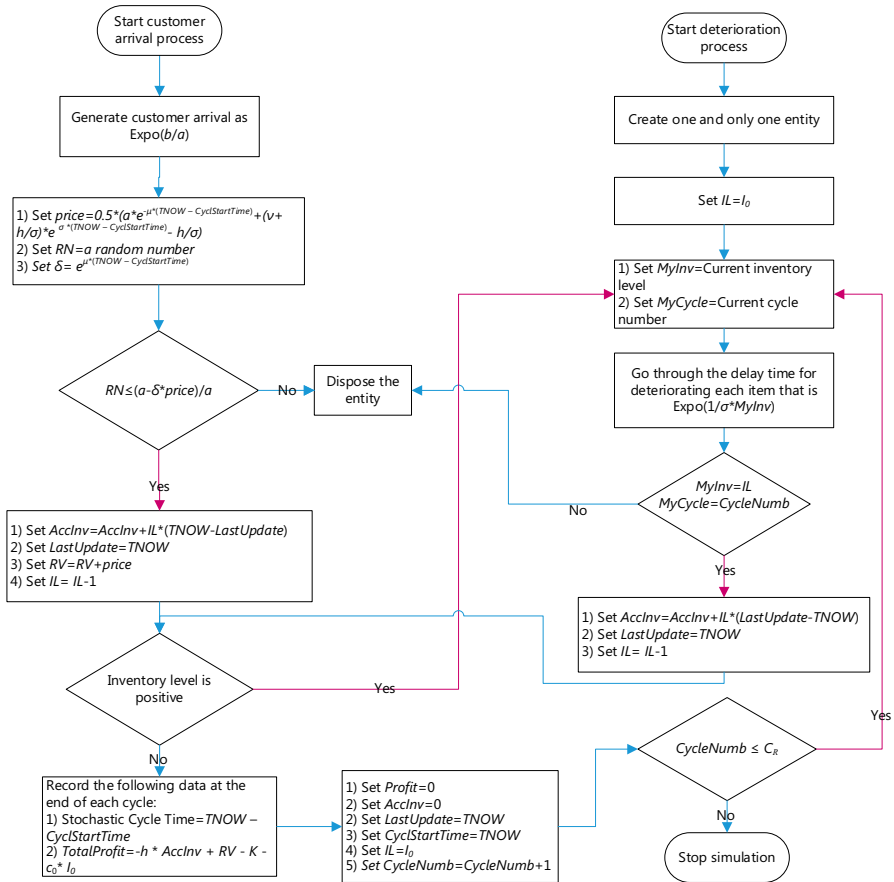 Start customer
arrival process
Generate customer arrival as
Expo(b/a)
1) Set price=0.5*(a*e^-μ*(TNOW – CyclStartTime)+(v+
h/σ)*e^σ *(TNOW – CyclStartTime)- h/σ)
2) Set RN=a random number
3) Set δ= e^μ*(TNOW – CyclStartTime)
RN≤(a-δ*price)/a
No
Dispose the
entity
Yes
1) Set AccInv=AccInv+IL*(TNOW-LastUpdate)
2) Set LastUpdate=TNOW
3) Set RV=RV+price
4) Set IL= IL-1
Inventory level is
positive
Yes
No
Record the following data at the
end of each cycle:
1) Stochastic Cycle Time=TNOW –
CyclStartTime
2) TotalProfit=-h * AccInv + RV - K -
c₀* I₀
1) Set Profit=0
2) Set AccInv=0
2) Set LastUpdate=TNOW
3) Set CyclStartTime=TNOW
4) Set IL=I₀
5) Set CycleNumb=CycleNumb+1
Start deterioration
process
Create one and only one entity
Set IL=I₀
1) Set MyInv=Current inventory
level
2) Set MyCycle=Current cycle
number
Go through the delay time for
deteriorating each item that is
Expo(1/σ*MyInv)
MyInv=IL
MyCycle=CycleNumb
No
Yes
1) Set AccInv=AccInv+IL*(LastUpdate-TNOW)
2) Set LastUpdate=TNOW
3) Set IL= IL-1
CycleNumb ≤ C_R
Yes
No
Stop simulation